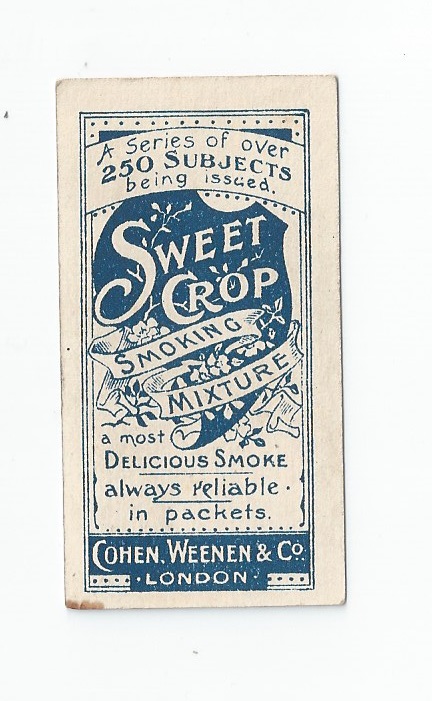 A Series of over
250 SUBJECTS
being issued.
SWEET
CROP
SMOKING
MIXTURE
a most
DELICIOUS SMOKE
always reliable.
in packets.
COHEN, WEENEN & Co.
· LONDON ·